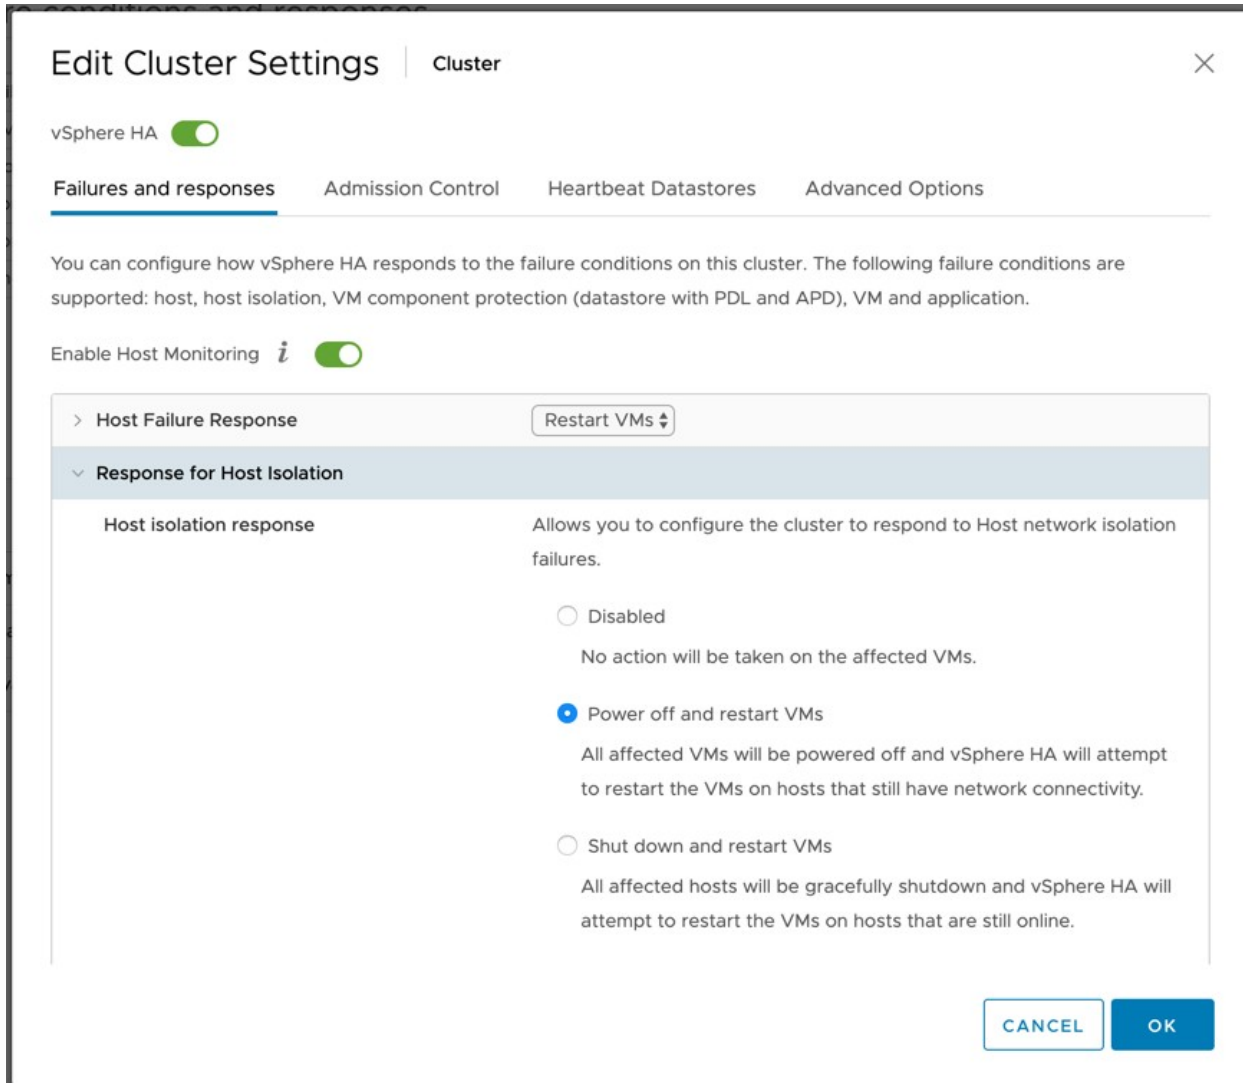 re conditions and responses
Edit Cluster Settings Cluster
vSphere HA
Failures and responses Admission Control Heartbeat Datastores Advanced Options
You can configure how vSphere HA responds to the failure conditions on this cluster. The following failure conditions are
supported: host, host isolation, VM component protection (datastore with PDL and APD), VM and application.
Enable Host Monitoring i
Host Failure Response Restart VMs
Response for Host Isolation
Host isolation response Allows you to configure the cluster to respond to Host network isolation
failures.
Disabled
No action will be taken on the affected VMs.
Power off and restart VMs
All affected VMs will be powered off and vSphere HA will attempt
to restart the VMs on hosts that still have network connectivity.
Shut down and restart VMs
All affected hosts will be gracefully shutdown and vSphere HA will
attempt to restart the VMs on hosts that are still online.
CANCEL OK